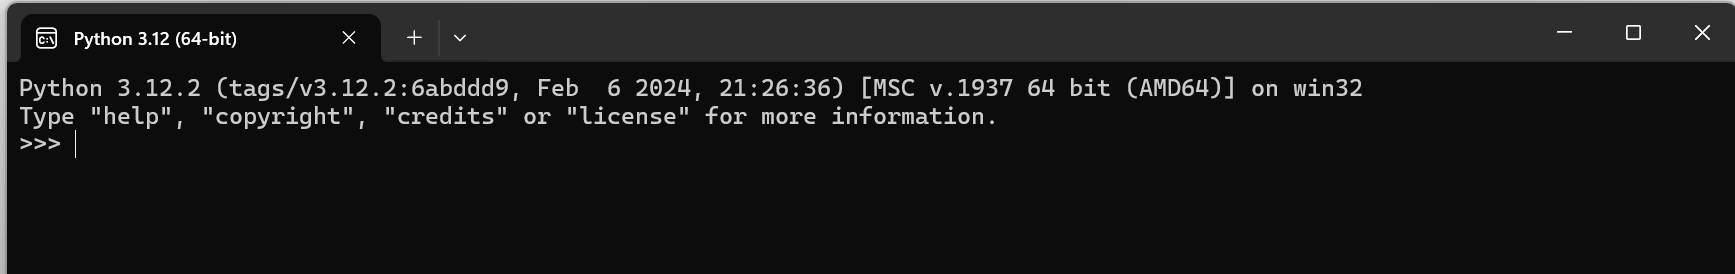 Python 3.12 (64-bit)
Python 3.12.2 (tags/v3.12.2:6abddd9, Feb  6 2024, 21:26:36) [MSC v.1937 64 bit (AMD64)] on win32
Type "help", "copyright", "credits" or "license" for more information.
>>>